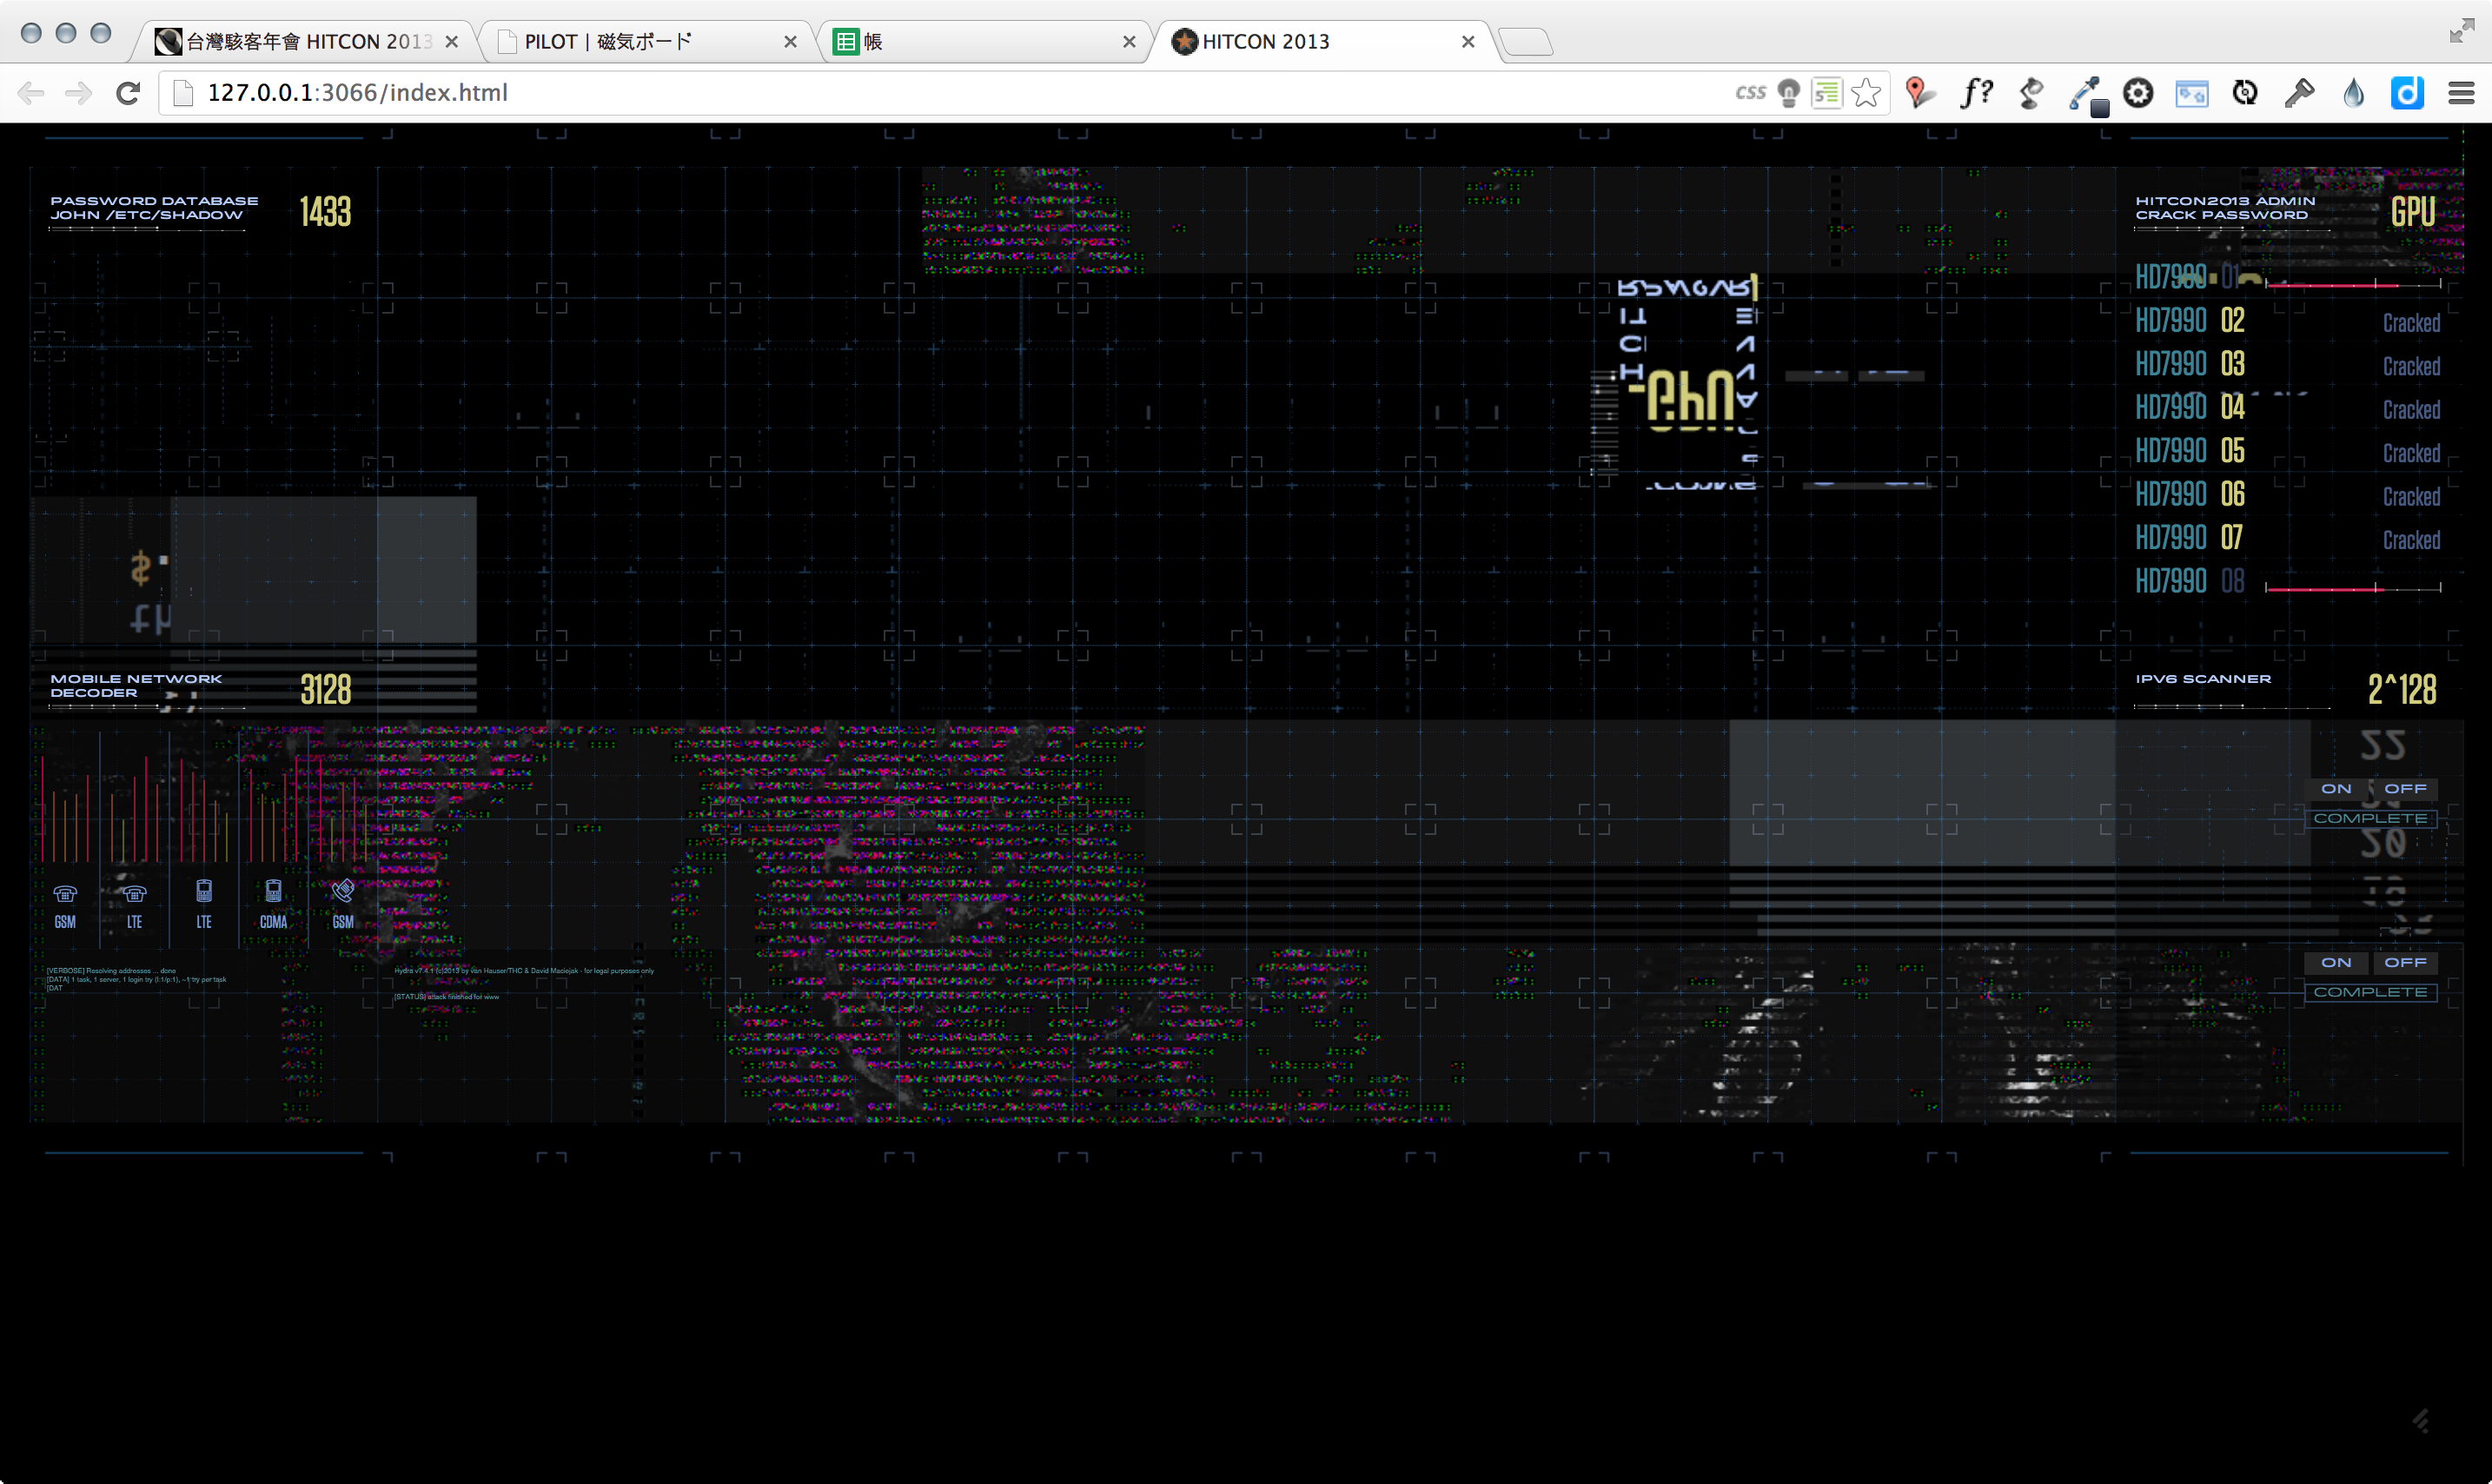 台灣駭客年會 HITCON 2013
PILOT | 磁気ボード
帳
HITCON 2013
127.0.0.1:3066/index.html
CSS
f?
PASSWORD DATABASE
JOHN /ETC/SHADOW
1433
HITCON2013 ADMIN
CRACK PASSWORD
GPU
HD7990 01
HD7990 02 Cracked
HD7990 03 Cracked
HD7990 04 Cracked
HD7990 05 Cracked
HD7990 06 Cracked
HD7990 07 Cracked
HD7990 08
MOBILE NETWORK
DECODER
3128
IPV6 SCANNER
2^128
22
ON OFF
COMPLETE
20
GSM LTE LTE CDMA GSM
ON OFF
COMPLETE
[VERBOSE] Resolving addresses ... done
[DATA] 1 task, 1 server, 1 login try (l:1/p:1), ~1 try per task
[DAT
Hydra v7.4.1 (c)2013 by van Hauser/THC & David Maciejak - for legal purposes only
[STATUS] attack finished for www